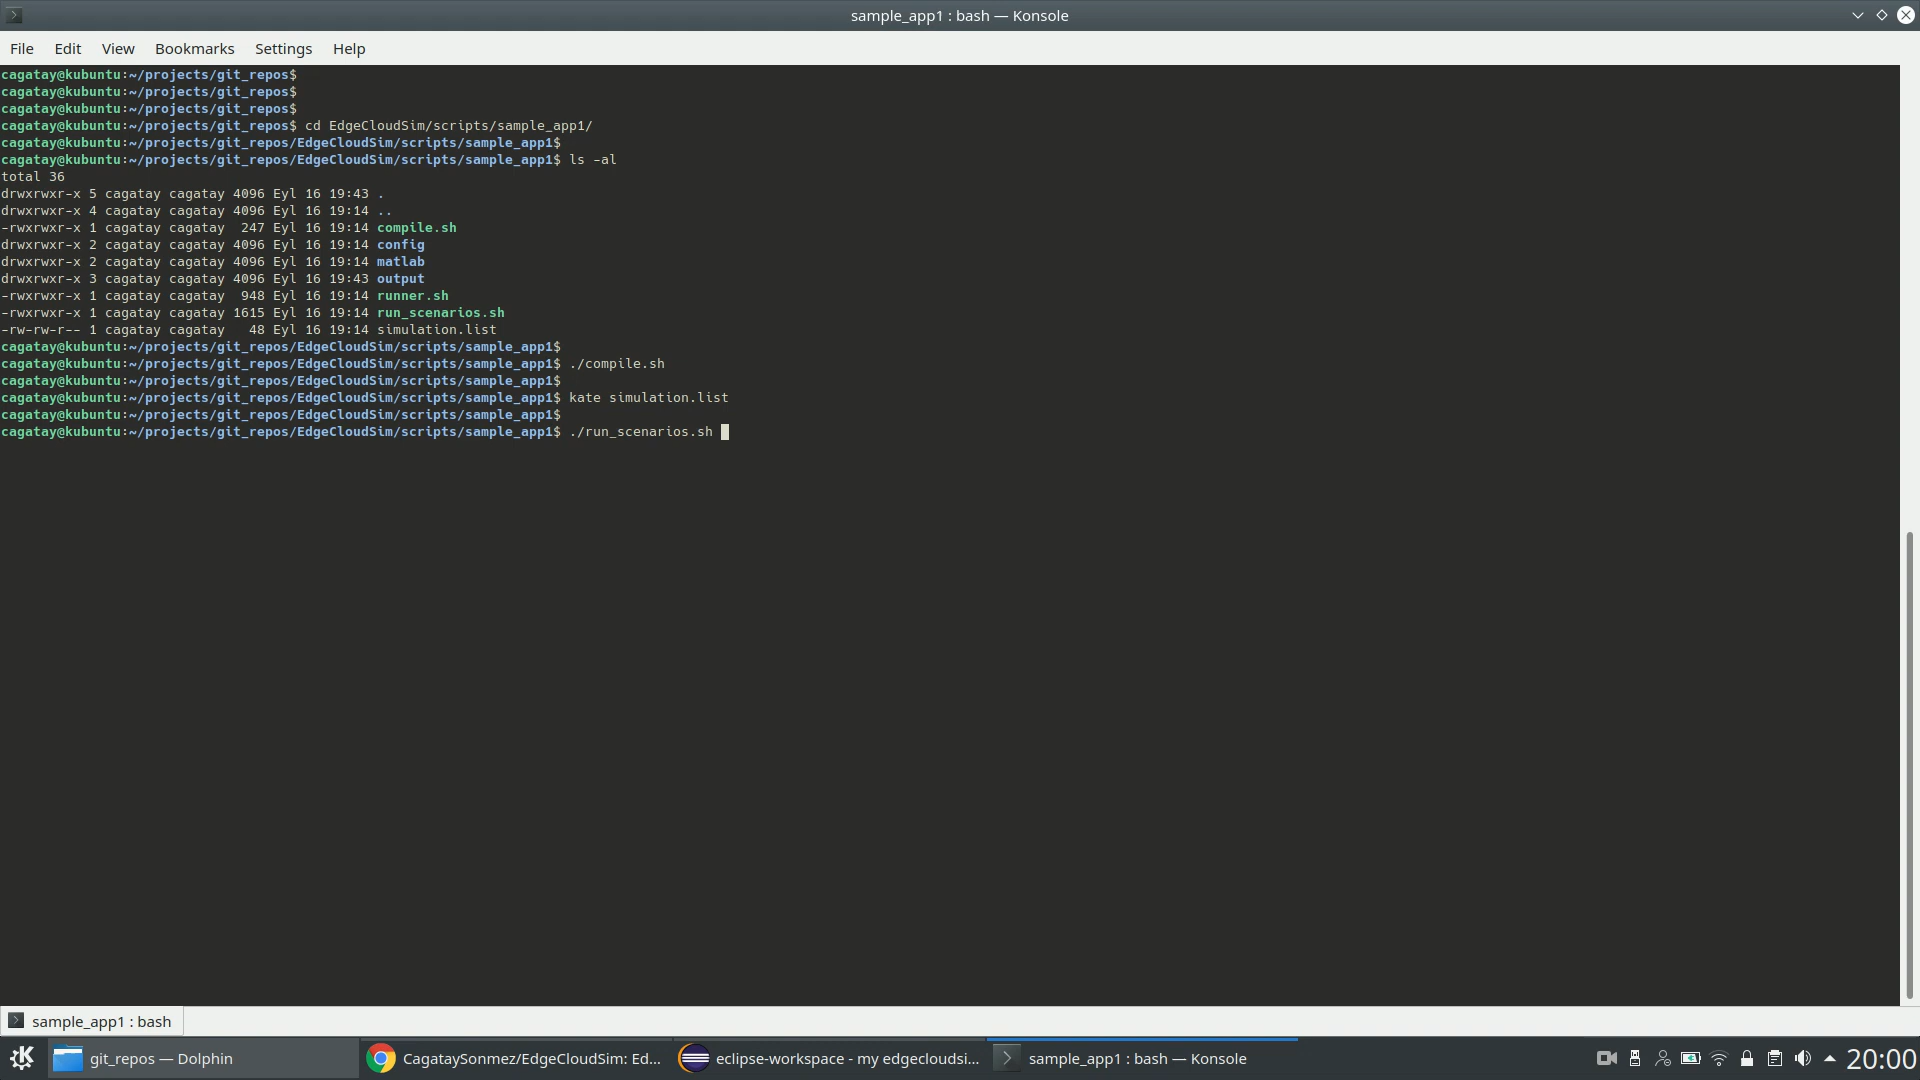 sample_app1 : bash — Konsole
File Edit View Bookmarks Settings Help
cagatay@kubuntu:~/projects/git_repos$
cagatay@kubuntu:~/projects/git_repos$
cagatay@kubuntu:~/projects/git_repos$
cagatay@kubuntu:~/projects/git_repos$ cd EdgeCloudSim/scripts/sample_app1/
cagatay@kubuntu:~/projects/git_repos/EdgeCloudSim/scripts/sample_app1$
cagatay@kubuntu:~/projects/git_repos/EdgeCloudSim/scripts/sample_app1$ ls -al
total 36
drwxrwxr-x 5 cagatay cagatay 4096 Eyl 16 19:43 .
drwxrwxr-x 4 cagatay cagatay 4096 Eyl 16 19:14 ..
-rwxrwxr-x 1 cagatay cagatay  247 Eyl 16 19:14 compile.sh
drwxrwxr-x 2 cagatay cagatay 4096 Eyl 16 19:14 config
drwxrwxr-x 2 cagatay cagatay 4096 Eyl 16 19:14 matlab
drwxrwxr-x 3 cagatay cagatay 4096 Eyl 16 19:43 output
-rwxrwxr-x 1 cagatay cagatay  948 Eyl 16 19:14 runner.sh
-rwxrwxr-x 1 cagatay cagatay 1615 Eyl 16 19:14 run_scenarios.sh
-rw-rw-r-- 1 cagatay cagatay   48 Eyl 16 19:14 simulation.list
cagatay@kubuntu:~/projects/git_repos/EdgeCloudSim/scripts/sample_app1$
cagatay@kubuntu:~/projects/git_repos/EdgeCloudSim/scripts/sample_app1$ ./compile.sh
cagatay@kubuntu:~/projects/git_repos/EdgeCloudSim/scripts/sample_app1$
cagatay@kubuntu:~/projects/git_repos/EdgeCloudSim/scripts/sample_app1$ kate simulation.list
cagatay@kubuntu:~/projects/git_repos/EdgeCloudSim/scripts/sample_app1$
cagatay@kubuntu:~/projects/git_repos/EdgeCloudSim/scripts/sample_app1$ ./run_scenarios.sh
sample_app1 : bash
git_repos — Dolphin
CagataySonmez/EdgeCloudSim: Ed...
eclipse-workspace - my edgecloudsi...
sample_app1 : bash — Konsole
20:00